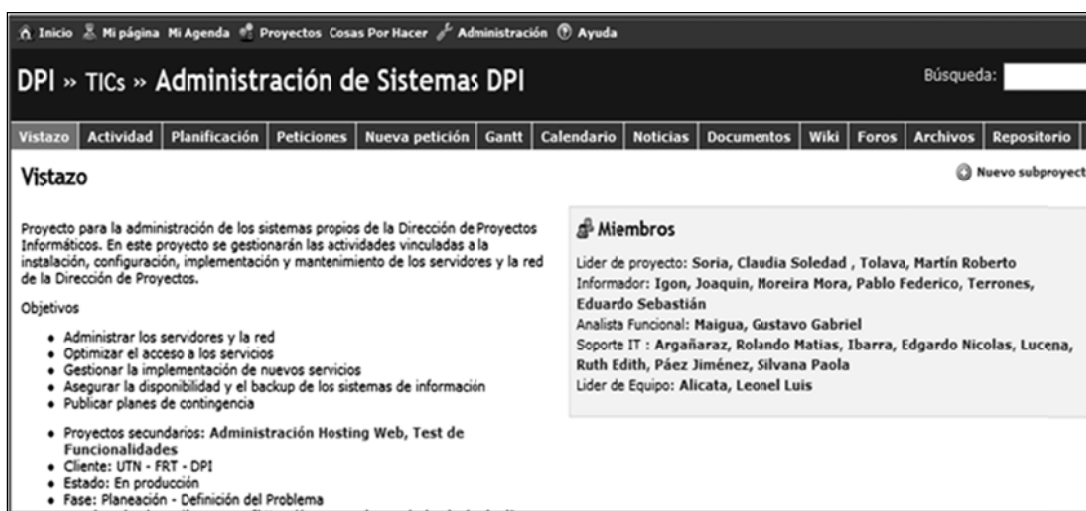 Inicio Mi página Mi Agenda Proyectos Cosas Por Hacer Administración Ayuda
DPI » TICs » Administración de Sistemas DPI
Búsqueda:
Vistazo Actividad Planificación Peticiones Nueva petición Gantt Calendario Noticias Documentos Wiki Foros Archivos Repositorio
Vistazo
Nuevo subproyect
Proyecto para la administración de los sistemas propios de la Dirección de Proyectos
Informáticos. En este proyecto se gestionarán las actividades vinculadas a la
instalación, configuración, implementación y mantenimiento de los servidores y la red
de la Dirección de Proyectos.
Objetivos
Administrar los servidores y la red
Optimizar el acceso a los servicios
Gestionar la implementación de nuevos servicios
Asegurar la disponibilidad y el backup de los sistemas de información
Publicar planes de contingencia
Proyectos secundarios: Administración Hosting Web, Test de
Funcionalidades
Cliente: UTN - FRT - DPI
Estado: En producción
Fase: Planeación - Definición del Problema
Miembros
Lider de proyecto: Soria, Claudia Soledad , Tolava, Martín Roberto
Informador: Igon, Joaquin, Moreira Mora, Pablo Federico, Terrones,
Eduardo Sebastián
Analista Funcional: Maigua, Gustavo Gabriel
Soporte IT : Argañaraz, Rolando Matias, Ibarra, Edgardo Nicolas, Lucena,
Ruth Edith, Páez Jiménez, Silvana Paola
Lider de Equipo: Alicata, Leonel Luis